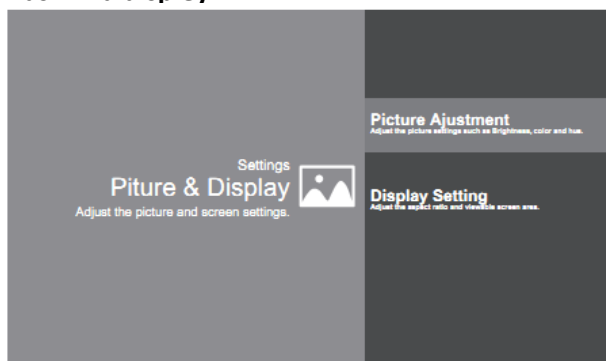 Settings
Piture & Display
Adjust the picture and screen settings.
Picture Ajustment
Adjust the picture settings such as Brightness, color and hue.
Display Setting
Adjust the aspect ratio and viewable screen area.